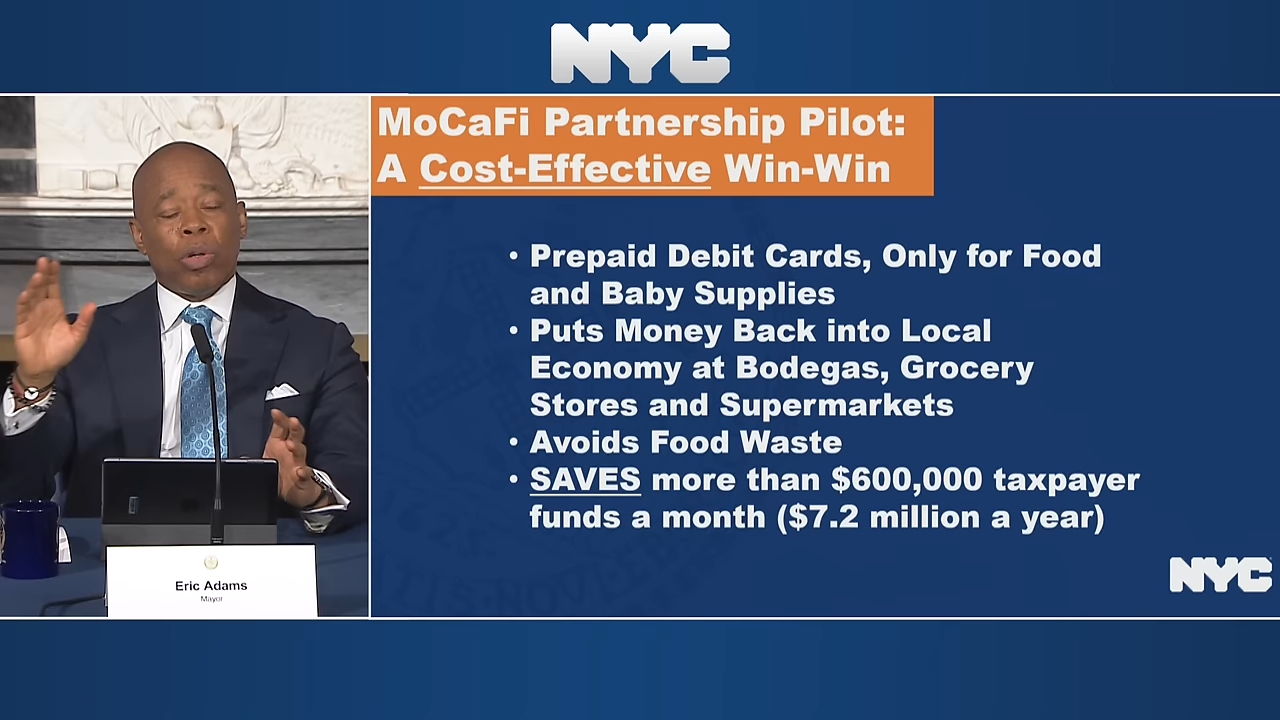 NYC
MoCaFi Partnership Pilot:
A Cost-Effective Win-Win
• Prepaid Debit Cards, Only for Food
and Baby Supplies
• Puts Money Back into Local
Economy at Bodegas, Grocery
Stores and Supermarkets
• Avoids Food Waste
• SAVES more than $600,000 taxpayer
funds a month ($7.2 million a year)
NYC
Eric Adams
Mayor